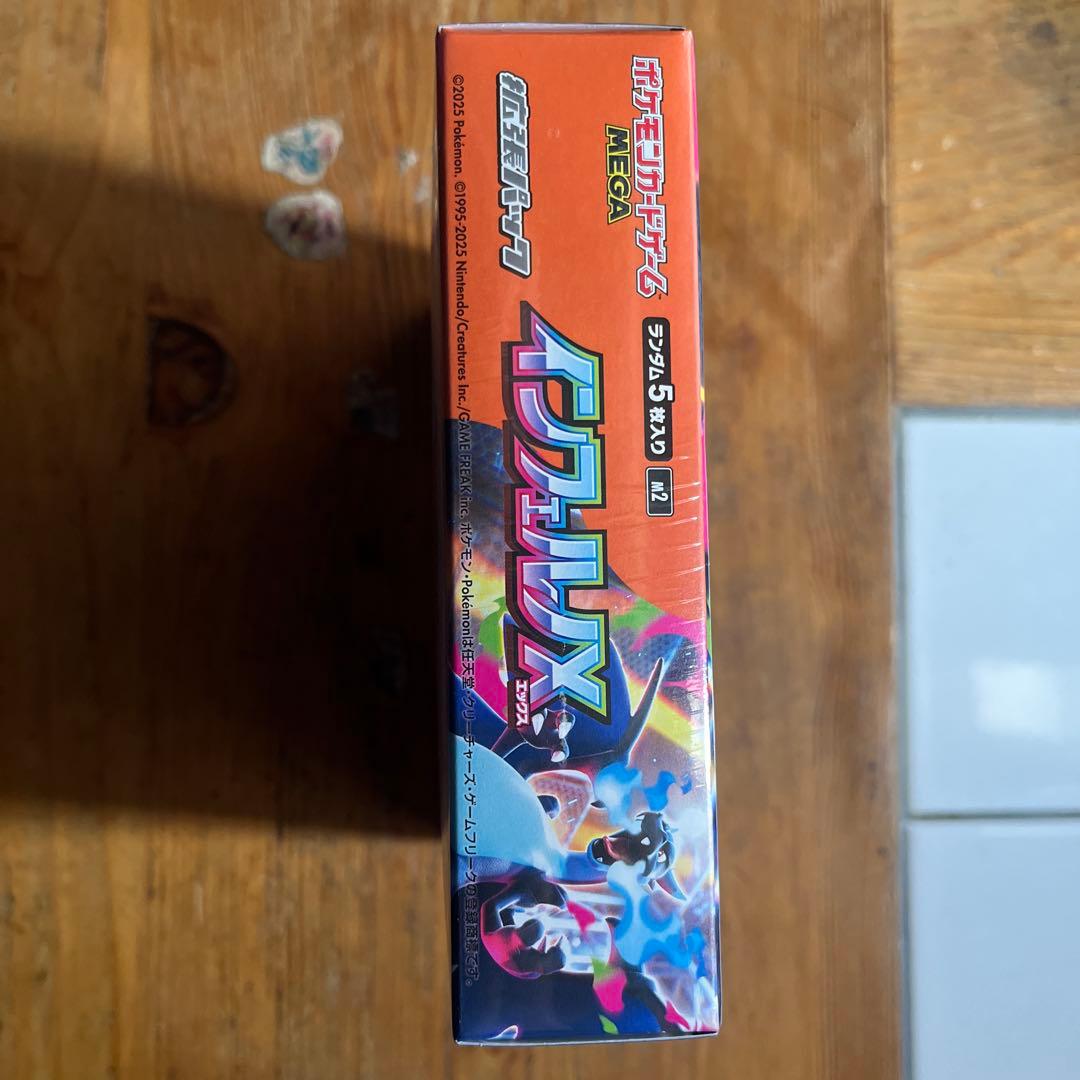 ポケモンカードゲーム™
MEGA
ランダム5枚入り
M2
拡張パック
インフェルノX
エックス
©2025 Pokémon. ©1995-2025 Nintendo/Creatures Inc./GAME FREAK inc. ポケモン・Pokémonは任天堂・クリーチャーズ・ゲームフリークの登録商標です。